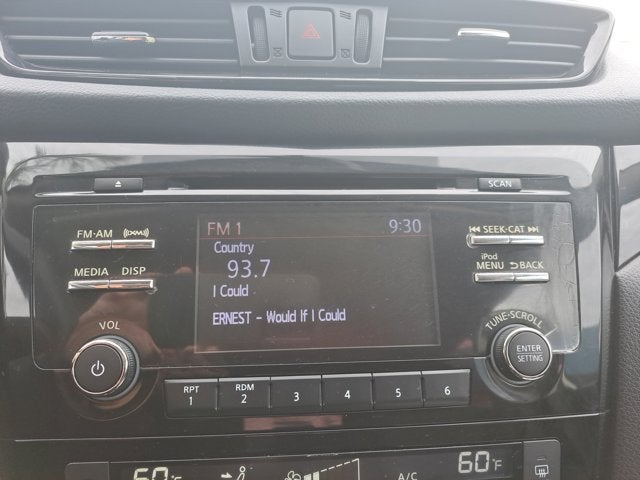 SCAN
FM·AM ((XM))
SEEK·CAT
MEDIA DISP
iPod
MENU BACK
FM 1 9:30
Country
93.7
I Could
ERNEST - Would If I Could
VOL
TUNE·SCROLL
ENTER
SETTING
RPT
1
RDM
2
3
4
5
6
60°F
A/C
60°F